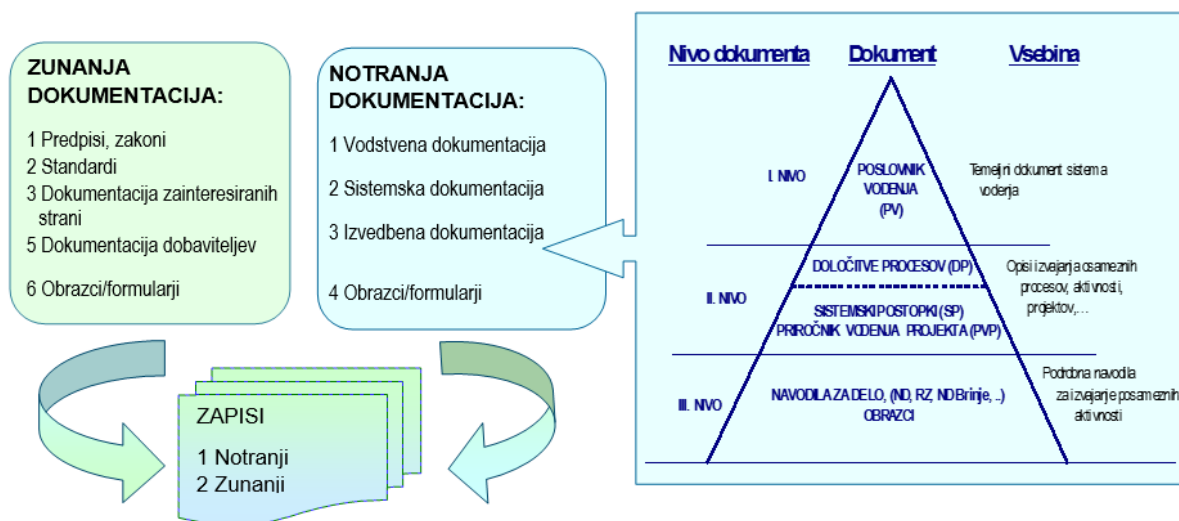 ZUNANJA
DOKUMENTACIJA:
1 Predpisi, zakoni
2 Standardi
3 Dokumentacija zainteresiranih
strani
5 Dokumentacija dobaviteljev
6 Obrazci/formularji
NOTRANJA
DOKUMENTACIJA:
1 Vodstvena dokumentacija
2 Sistemska dokumentacija
3 Izvedbena dokumentacija
4 Obrazci/formularji
ZAPISI
1 Notranji
2 Zunanji
Nivo dokumenta
Dokument
Vsebina
I. NIVO
POSLOVNIK
VODENJA
(PV)
Temeljni dokument sistema
vodenja
II. NIVO
DOLOČITVE PROCESOV (DP)
SISTEMSKI POSTOPKI (SP)
PRIROČNIK VODENJA PROJEKTA (PVP)
Opisi izvajanja posameznih
procesov, aktivnosti,
projektov,...
III. NIVO
NAVODILA ZA DELO, (ND, RZ, ND Brinje, ..)
OBRAZCI
Podrobna navodila
za izvajanje posameznih
aktivnosti